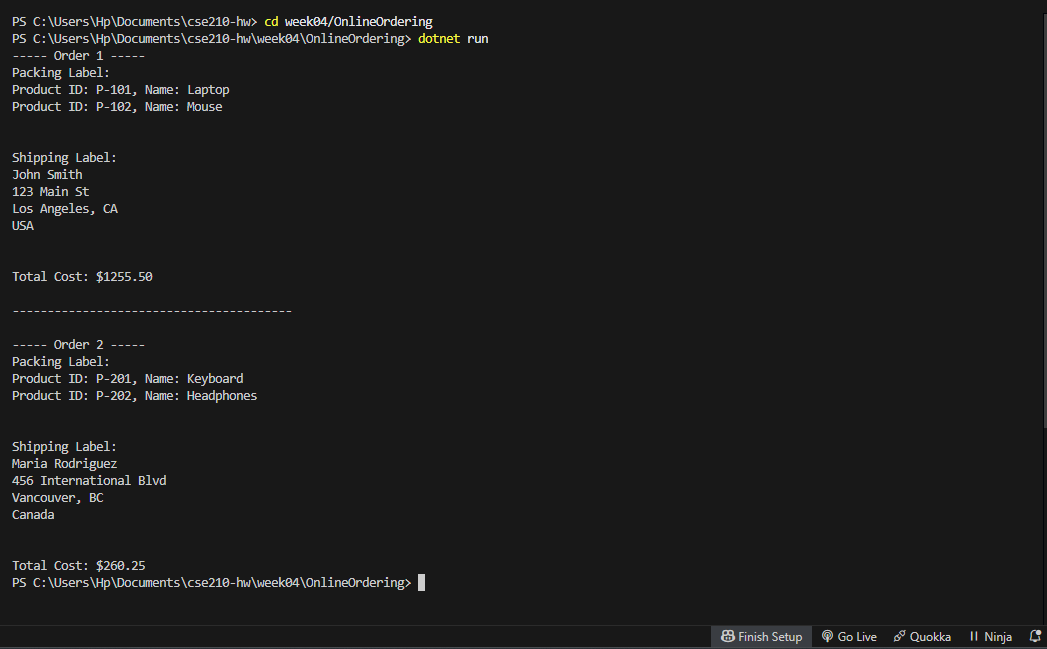 PS C:\Users\Hp\Documents\cse210-hw> cd week04/OnlineOrdering
PS C:\Users\Hp\Documents\cse210-hw\week04\OnlineOrdering> dotnet run
----- Order 1 -----
Packing Label:
Product ID: P-101, Name: Laptop
Product ID: P-102, Name: Mouse
Shipping Label:
John Smith
123 Main St
Los Angeles, CA
USA
Total Cost: $1255.50
----------------------------------------
----- Order 2 -----
Packing Label:
Product ID: P-201, Name: Keyboard
Product ID: P-202, Name: Headphones
Shipping Label:
Maria Rodriguez
456 International Blvd
Vancouver, BC
Canada
Total Cost: $260.25
PS C:\Users\Hp\Documents\cse210-hw\week04\OnlineOrdering>
Finish Setup Go Live Quokka Ninja